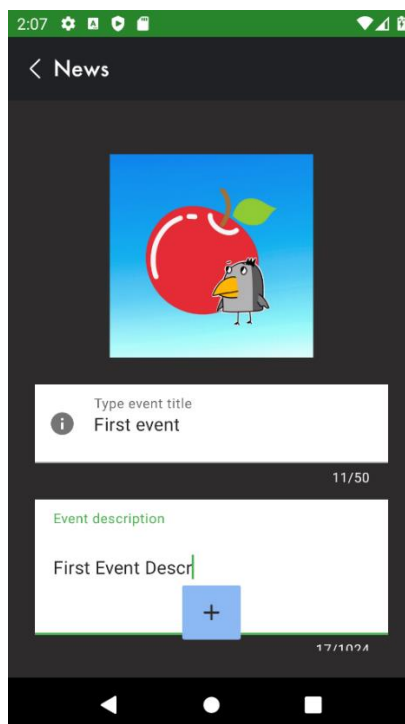 2:07
News
Type event title
First event
11/50
Event description
First Event Descr
+
17/1024